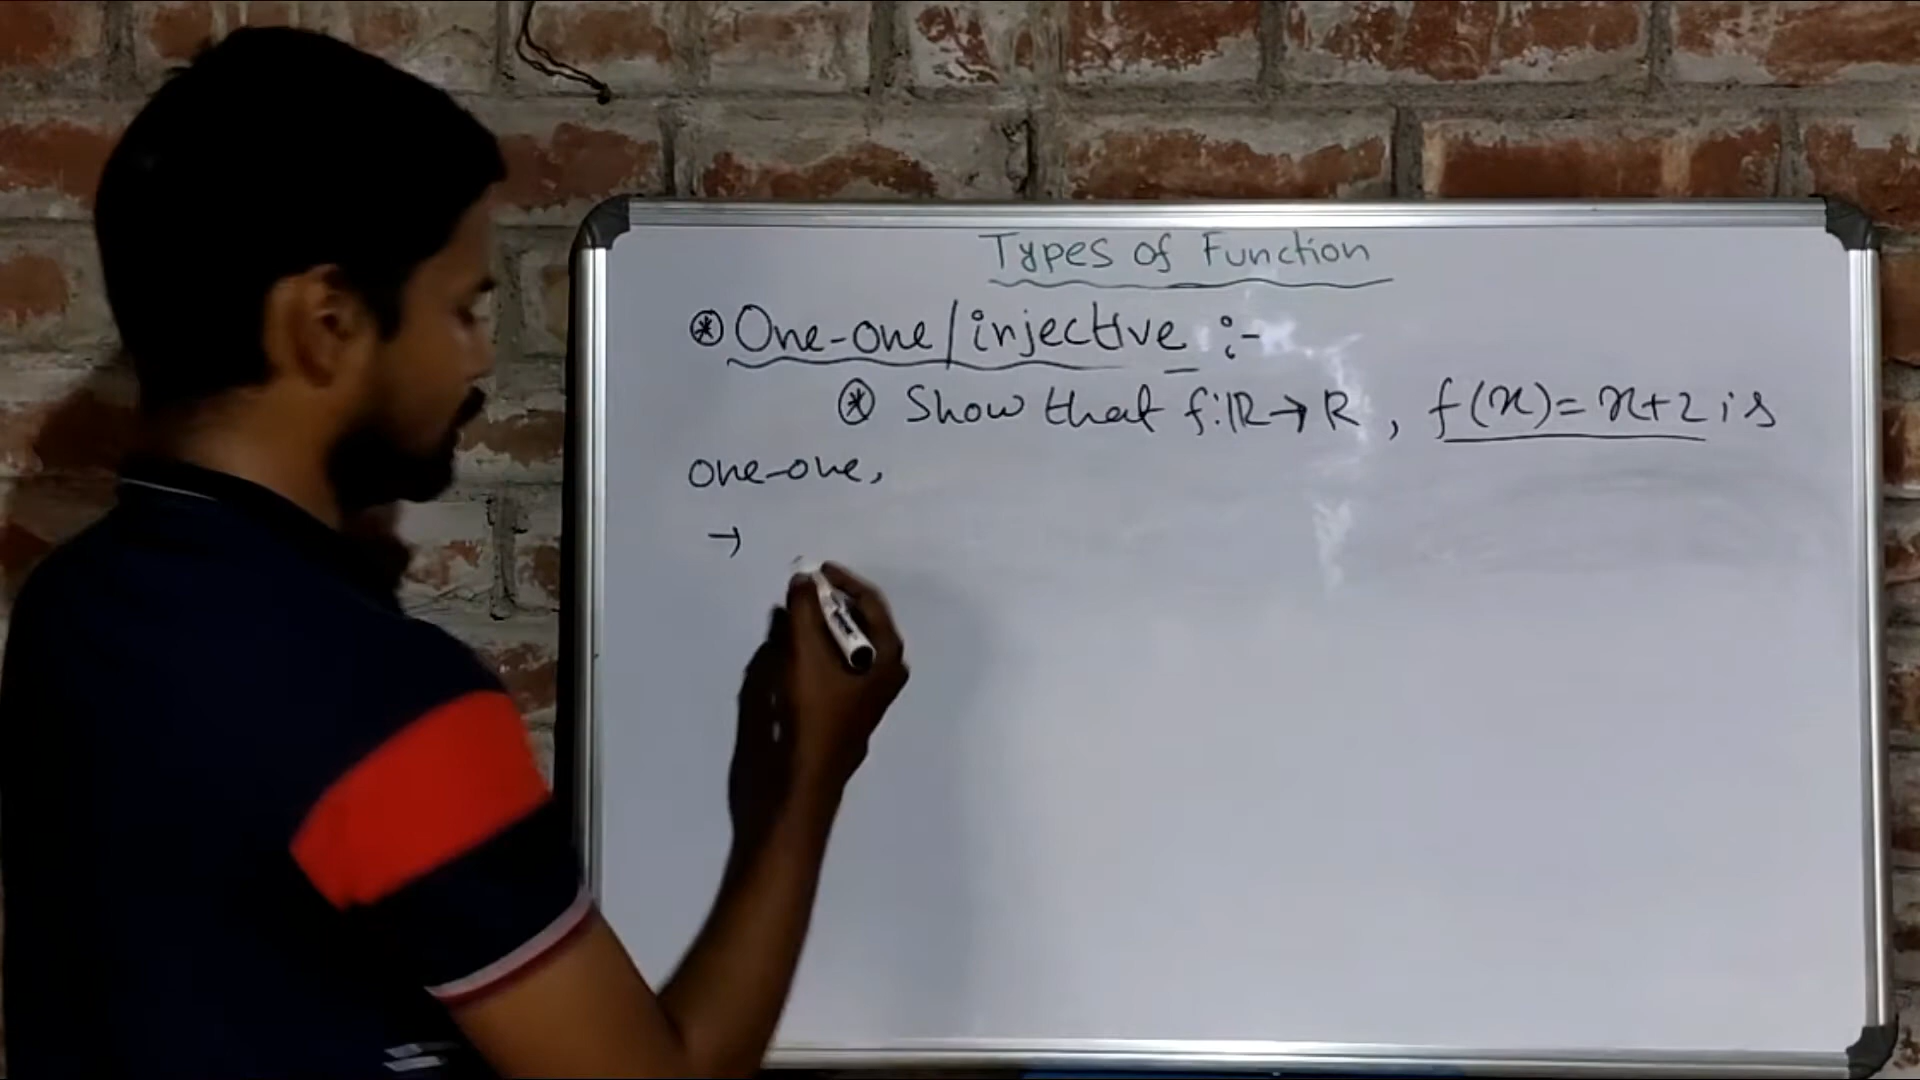 Types of Function
⊛ One-one/injective :-
⊛ Show that f:ℝ→R, f(x)=x+2 is
one-one,
→